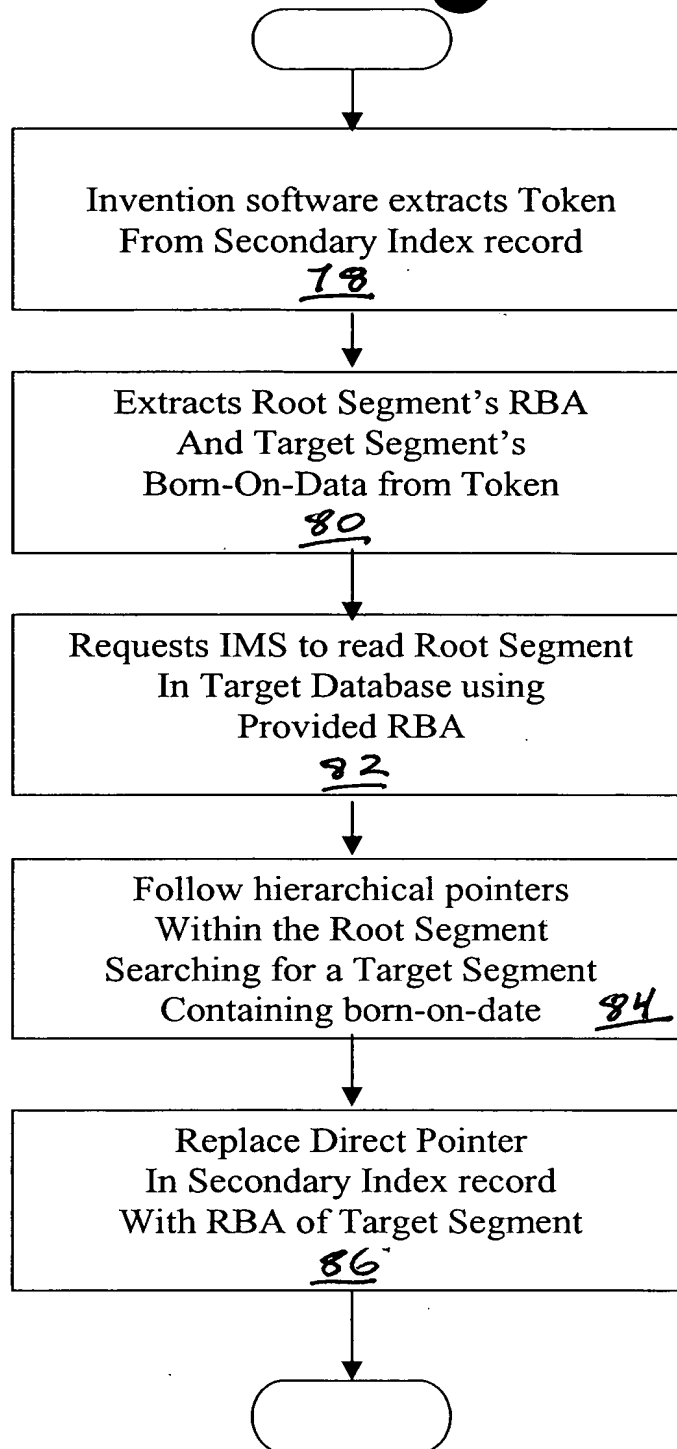 Invention software extracts Token
From Secondary Index record
78
Extracts Root Segment's RBA
And Target Segment's
Born-On-Data from Token
80
Requests IMS to read Root Segment
In Target Database using
Provided RBA
82
Follow hierarchical pointers
Within the Root Segment
Searching for a Target Segment
Containing born-on-date 84
Replace Direct Pointer
In Secondary Index record
With RBA of Target Segment
86